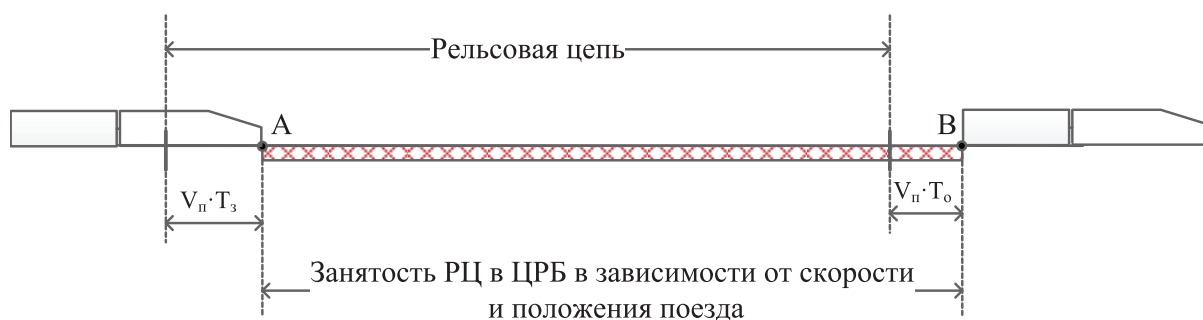 Рельсовая цепь
А
В
Vп·Tз
Vп·Tо
Занятость РЦ в ЦРБ в зависимости от скорости
и положения поезда